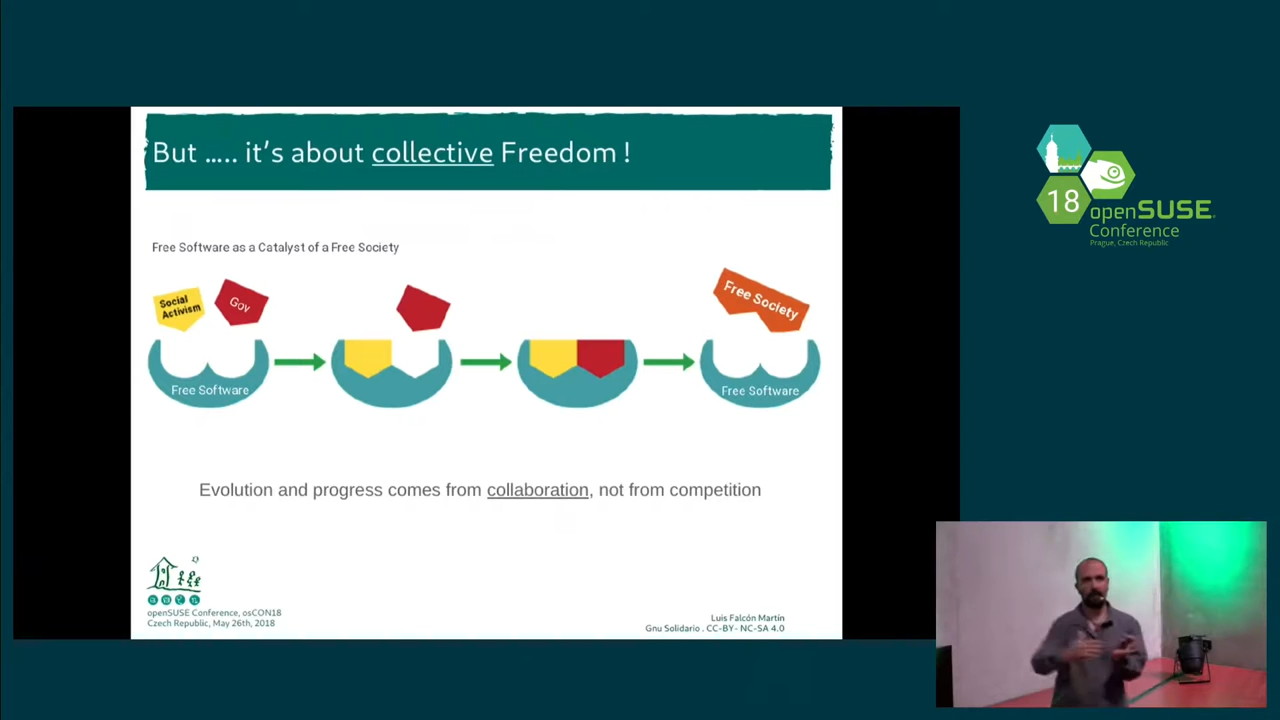 But ..... it's about collective Freedom !
Free Software as a Catalyst of a Free Society
Social
Activism
Gov
Free Software
Free Society
Free Software
Evolution and progress comes from collaboration, not from competition
openSUSE Conference, osCON18
Czech Republic, May 26th, 2018
Luis Falcón Martín
Gnu Solidario . CC-BY- NC-SA 4.0
18
openSUSE
Conference
Prague, Czech Republic